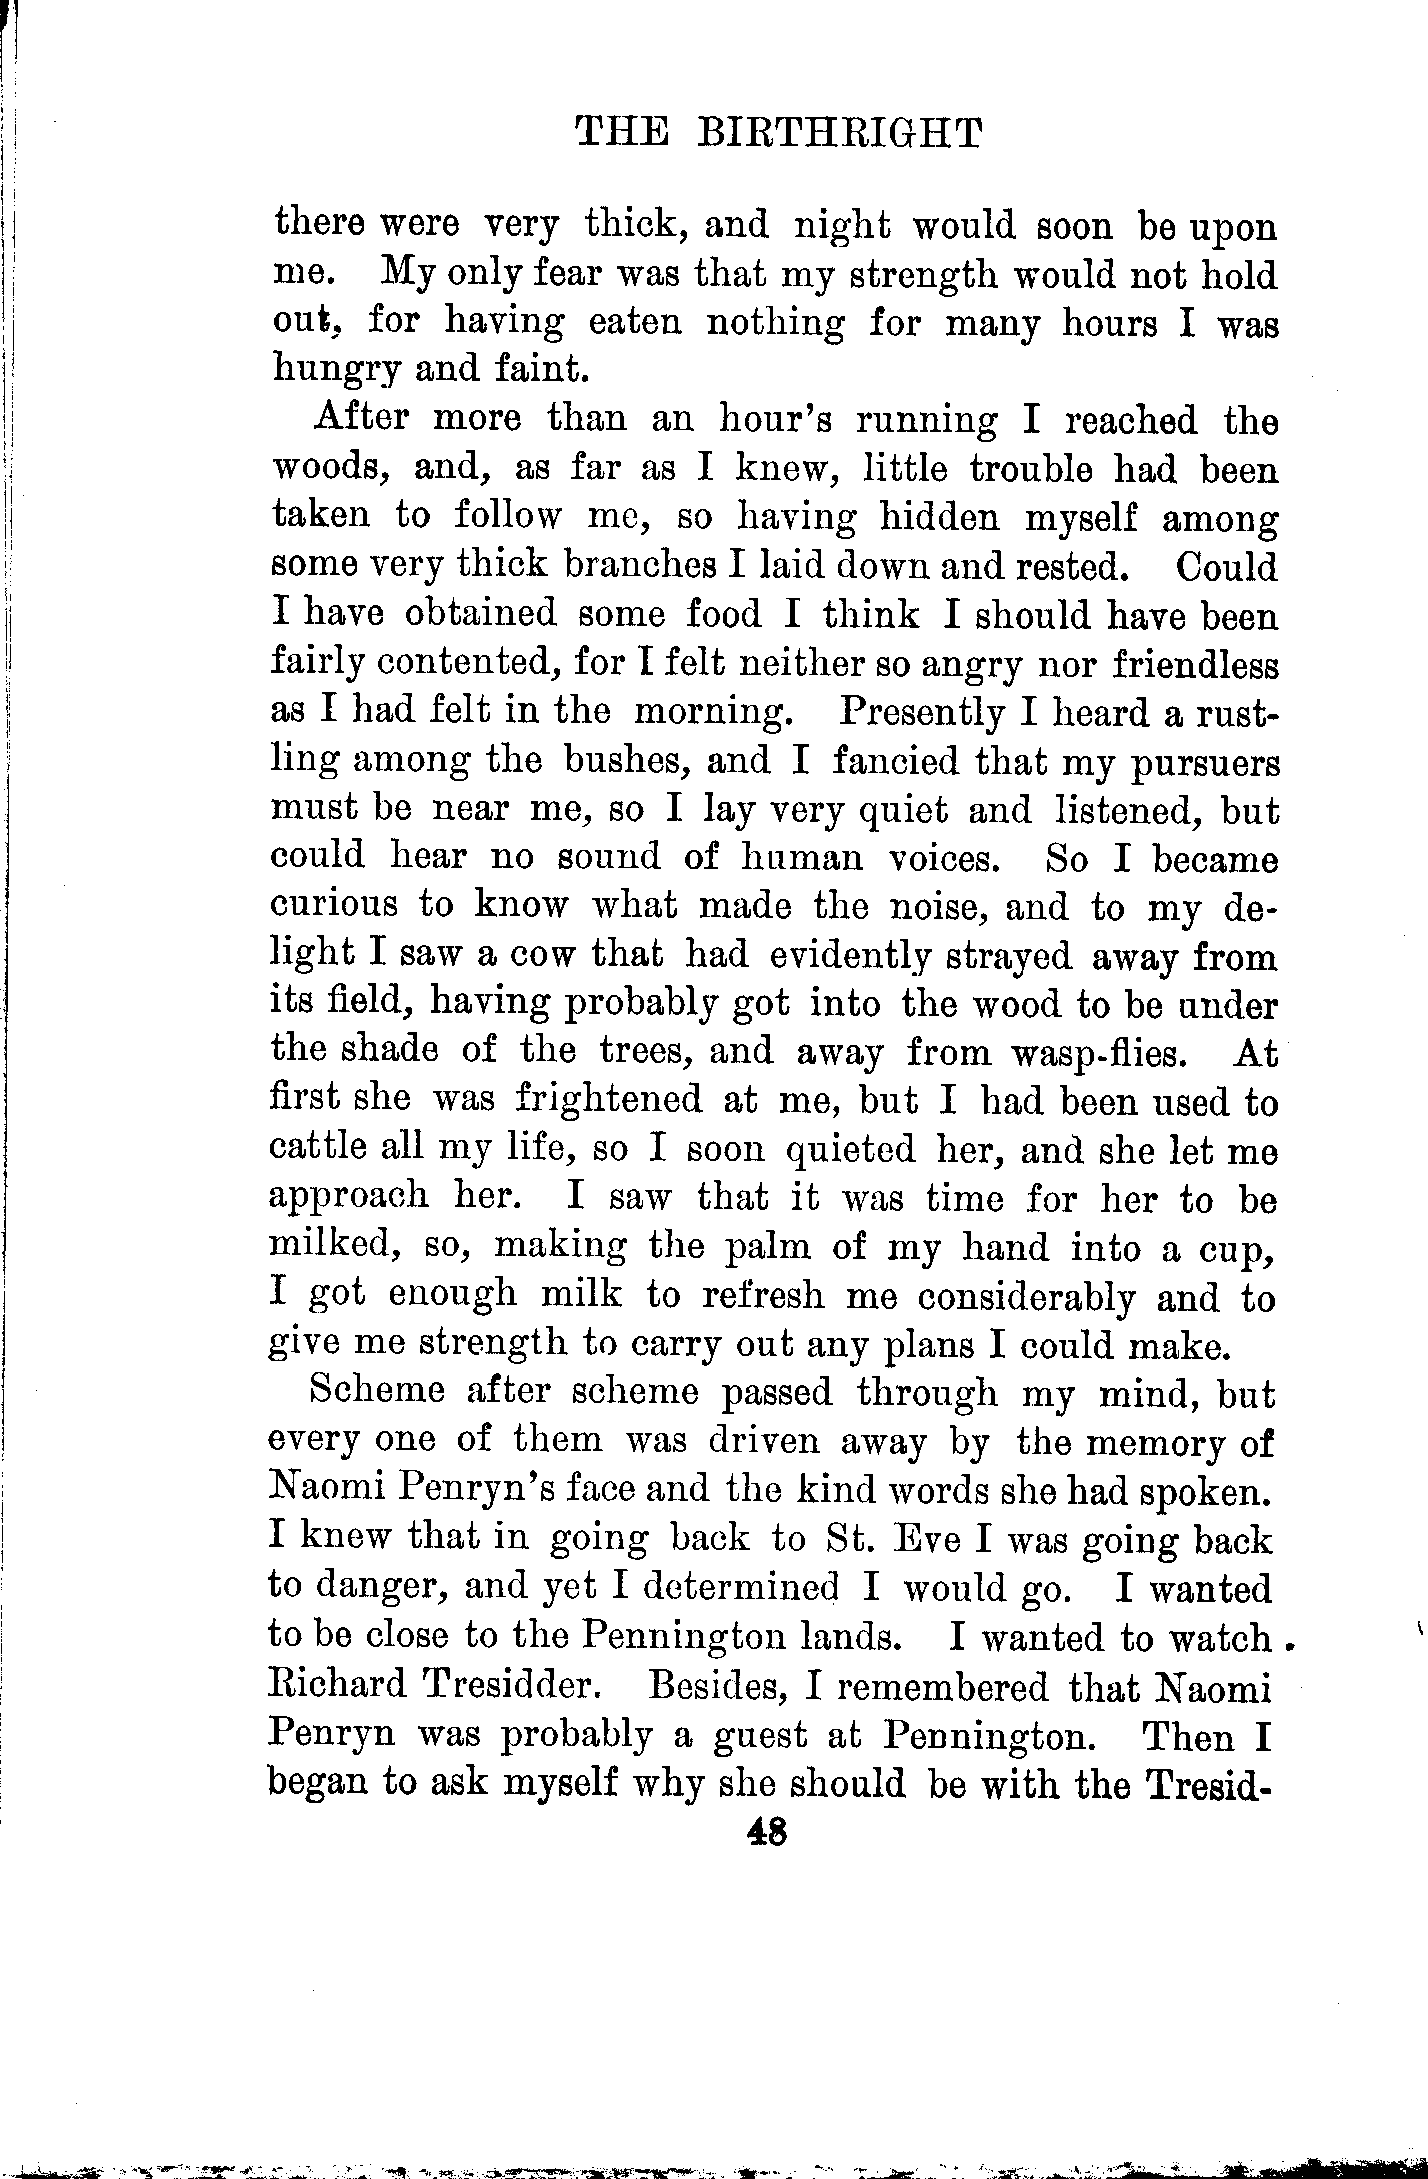 THE BIRTHRIGHT
there were very thick, and night would soon be upon
me. My only fear was that my strength would not hold
out, for having eaten nothing for many hours I was
hungry and faint.
After more than an hour's running I reached the
woods, and, as far as I knew, little trouble had been
taken to follow me, so having hidden myself among
some very thick branches I laid down and rested. Could
I have obtained some food I think I should have been
fairly contented, for I felt neither so angry nor friendless
as I had felt in the morning. Presently I heard a rust-
ling among the bushes, and I fancied that my pursuers
must be near me, so I lay very quiet and listened, but
could hear no sound of human voices. So I became
curious to know what made the noise, and to my de-
light I saw a cow that had evidently strayed away from
its field, having probably got into the wood to be under
the shade of the trees, and away from wasp-flies. At
first she was frightened at me, but I had been used to
cattle all my life, so I soon quieted her, and she let me
approach her. I saw that it was time for her to be
milked, so, making the palm of my hand into a cup,
I got enough milk to refresh me considerably and to
give me strength to carry out any plans I could make.
Scheme after scheme passed through my mind, but
every one of them was driven away by the memory of
Naomi Penryn's face and the kind words she had spoken.
I knew that in going back to St. Eve I was going back
to danger, and yet I determined I would go. I wanted
to be close to the Pennington lands. I wanted to watch.
Richard Tresidder. Besides, I remembered that Naomi
Penryn was probably a guest at Pennington. Then I
began to ask myself why she should be with the Tresid-
48